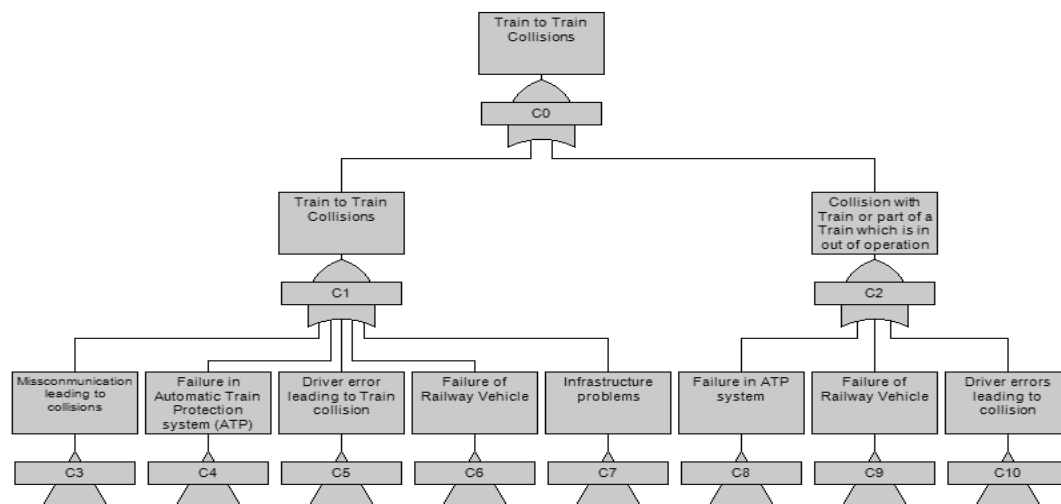 Train to Train
Collisions
C0
Train to Train
Collisions
Collision with
Train or part of a
Train which is in
out of operation
C1
C2
Missconmunication
leading to
collisions
Failure in
Automatic Train
Protection
system (ATP)
Driver error
leading to Train
collision
Failure of
Railway Vehicle
Infrastructure
problems
Failure in ATP
system
Failure of
Railway Vehicle
Driver errors
leading to
collision
C3
C4
C5
C6
C7
C8
C9
C10